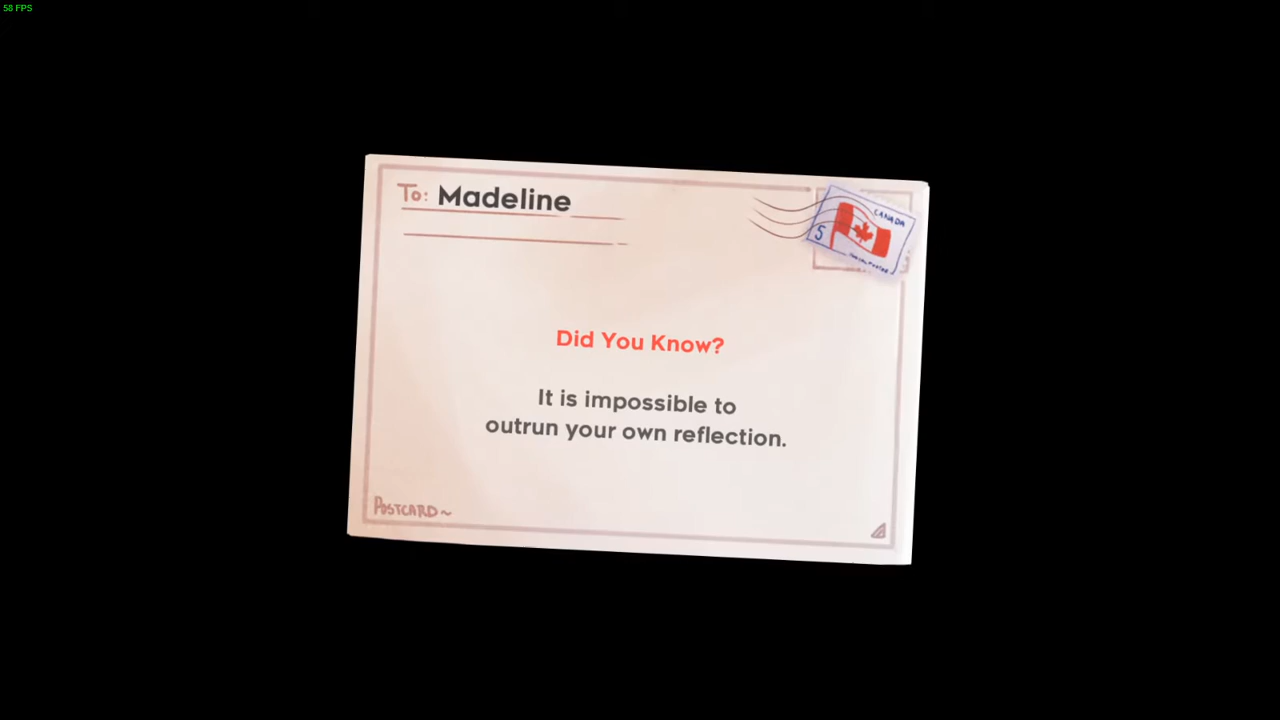 58 FPS
To: Madeline
CANADA
5
Did You Know?
It is impossible to
outrun your own reflection.
POSTCARD~